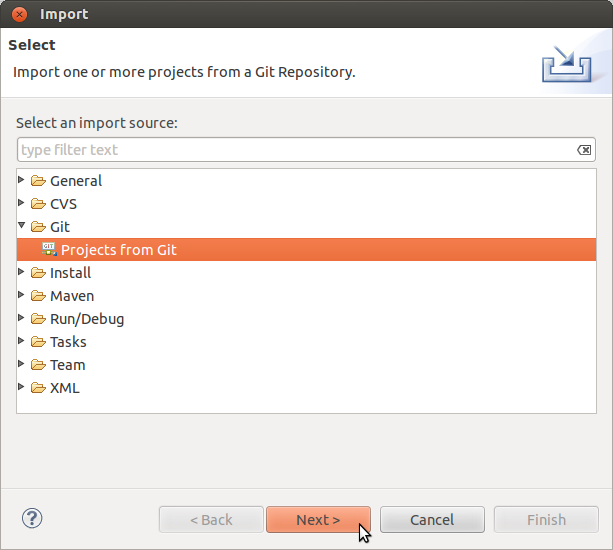 Import
Select
Import one or more projects from a Git Repository.
Select an import source:
type filter text
General
CVS
Git
GIT
Projects from Git
Install
Maven
Run/Debug
Tasks
Team
XML
?
< Back
Next >
Cancel
Finish